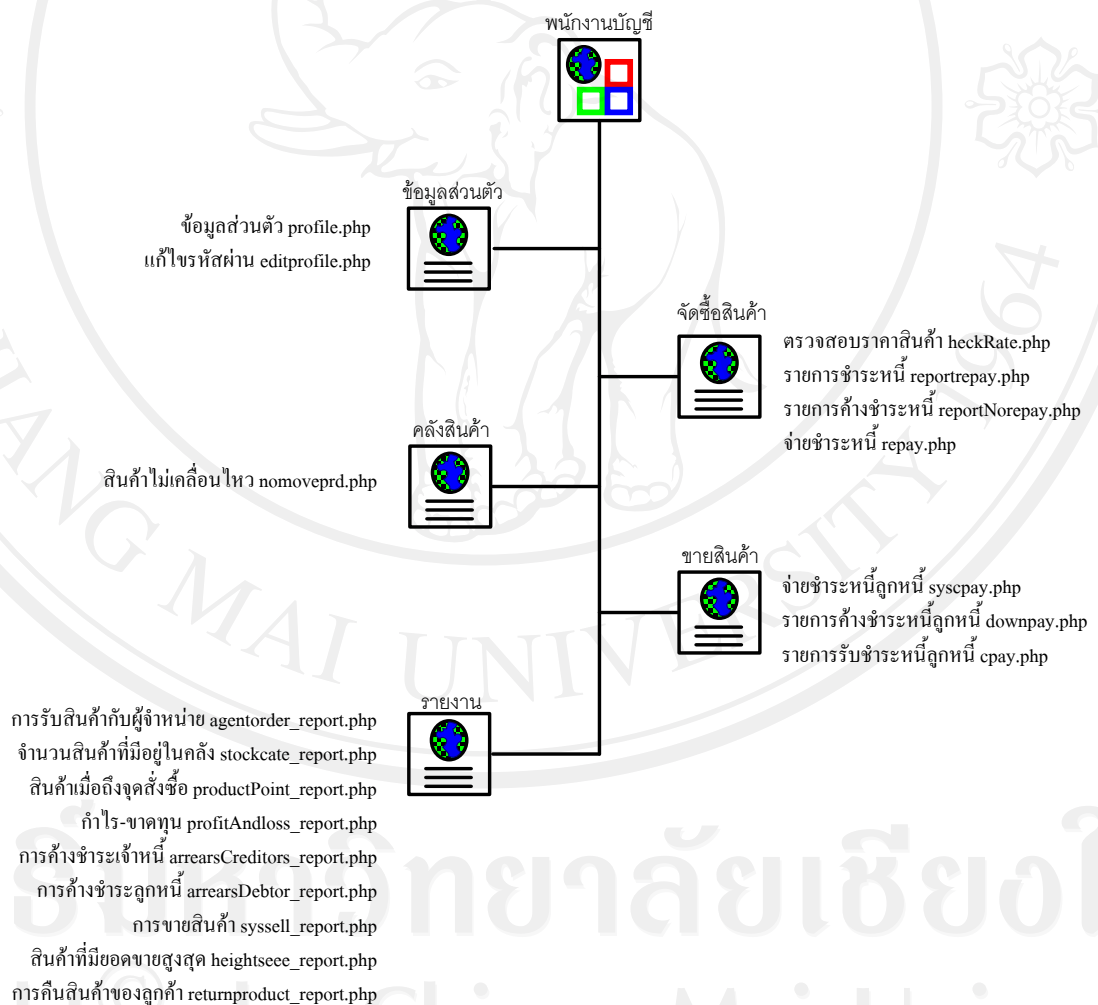 พนักงานบัญชี
ข้อมูลส่วนตัว
ข้อมูลส่วนตัว profile.php
แก้ไขรหัสผ่าน editprofile.php
จัดซื้อสินค้า
ตรวจสอบราคาสินค้า heckRate.php
รายการชำระหนี้ reportrepay.php
รายการค้างชำระหนี้ reportNorepay.php
จ่ายชำระหนี้ repay.php
คลังสินค้า
สินค้าไม่เคลื่อนไหว nomoveprd.php
ขายสินค้า
จ่ายชำระหนี้ลูกหนี้ syscpay.php
รายการค้างชำระหนี้ลูกหนี้ downpay.php
รายการรับชำระหนี้ลูกหนี้ cpay.php
รายงาน
การรับสินค้ากับผู้จำหน่าย agentorder_report.php
จำนวนสินค้าที่มีอยู่ในคลัง stockcate_report.php
สินค้าเมื่อถึงจุดสั่งซื้อ productPoint_report.php
กำไร-ขาดทุน profitAndloss_report.php
การค้างชำระเจ้าหนี้ arrearsCreditors_report.php
การค้างชำระลูกหนี้ arrearsDebtor_report.php
การขายสินค้า syssell_report.php
สินค้าที่มียอดขายสูงสุด heightseee_report.php
การคืนสินค้าของลูกค้า returnproduct_report.php
ANG MAI UNIVERSITY 1964